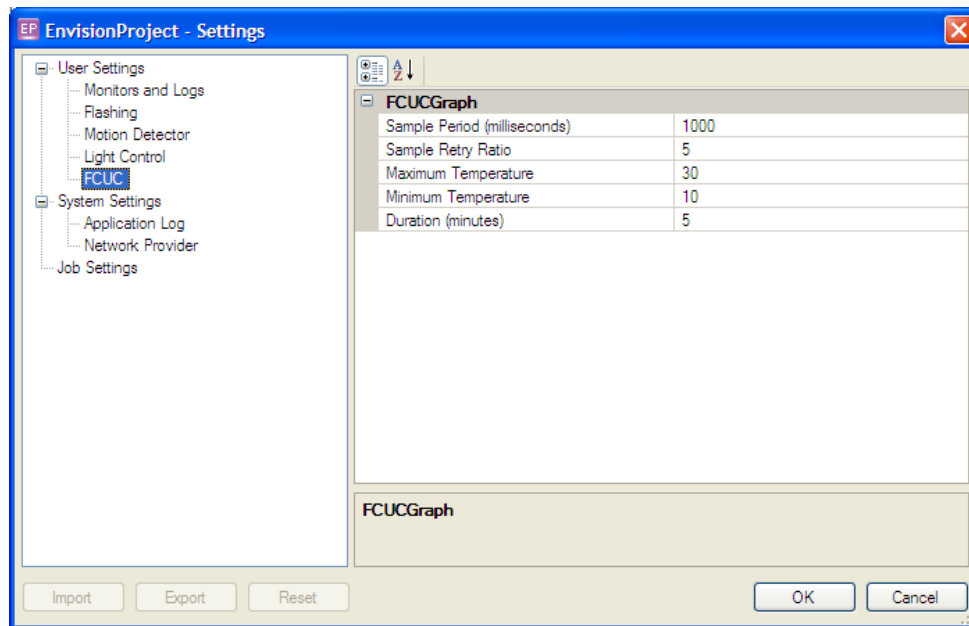 EP EnvisionProject - Settings
User Settings
Monitors and Logs
Flashing
Motion Detector
Light Control
FCUC
System Settings
Application Log
Network Provider
Job Settings
A Z
FCUCGraph
Sample Period (milliseconds) 1000
Sample Retry Ratio 5
Maximum Temperature 30
Minimum Temperature 10
Duration (minutes) 5
FCUCGraph
Import Export Reset OK Cancel